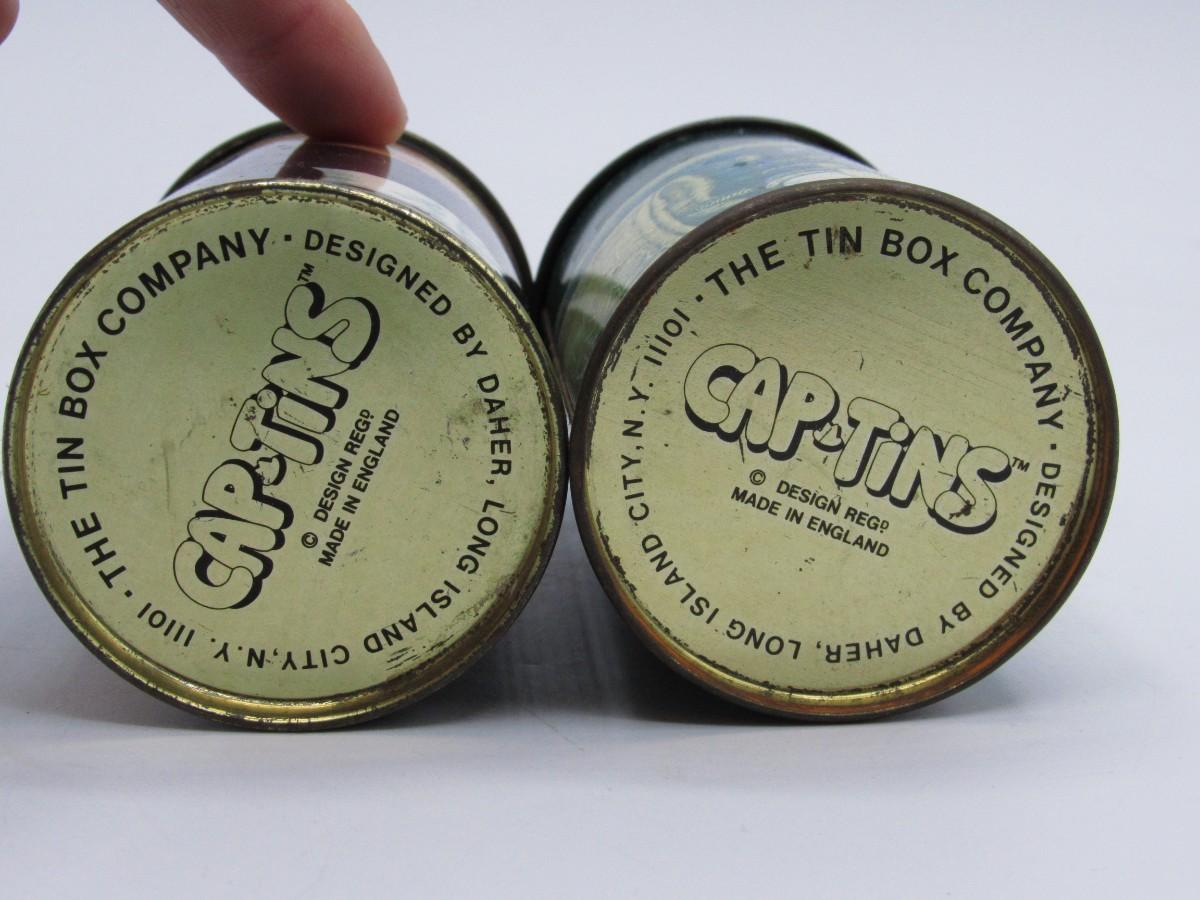 THE TIN BOX COMPANY · DESIGNED BY DAHER, LONG ISLAND CITY, N.Y. 11101 ·
CAP-TiNS™
© DESIGN REGD
MADE IN ENGLAND
THE TIN BOX COMPANY · DESIGNED BY DAHER, LONG ISLAND CITY, N.Y. 11101 ·
CAP-TiNS™
© DESIGN REGD
MADE IN ENGLAND